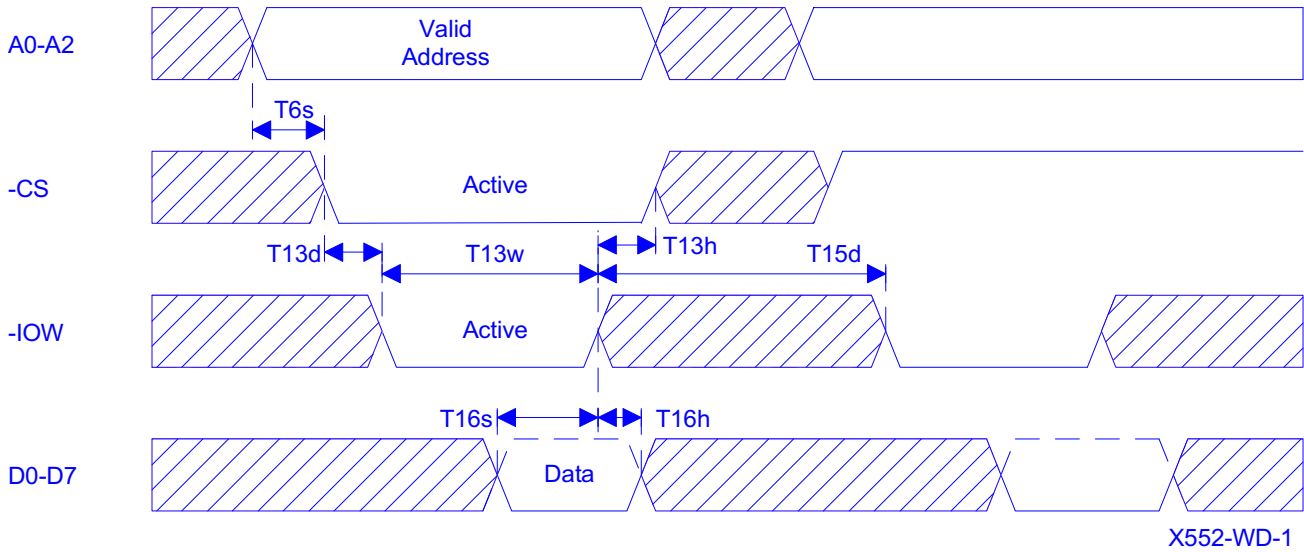 A0-A2
Valid
Address
T6s
-CS
Active
T13d
T13w
T13h
T15d
-IOW
Active
T16s
T16h
D0-D7
Data
X552-WD-1